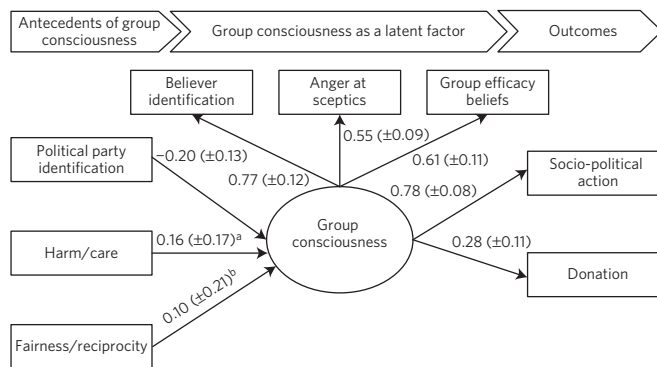 Antecedents of group
consciousness
Group consciousness as a latent factor
Outcomes
Believer
identification
Anger at
sceptics
Group efficacy
beliefs
Political party
identification
−0.20 (±0.13)
0.77 (±0.12)
0.55 (±0.09)
0.61 (±0.11)
0.78 (±0.08)
Socio-political
action
Harm/care
0.16 (±0.17)ᵃ
Group
consciousness
0.28 (±0.11)
Donation
0.10 (±0.21)ᵇ
Fairness/reciprocity